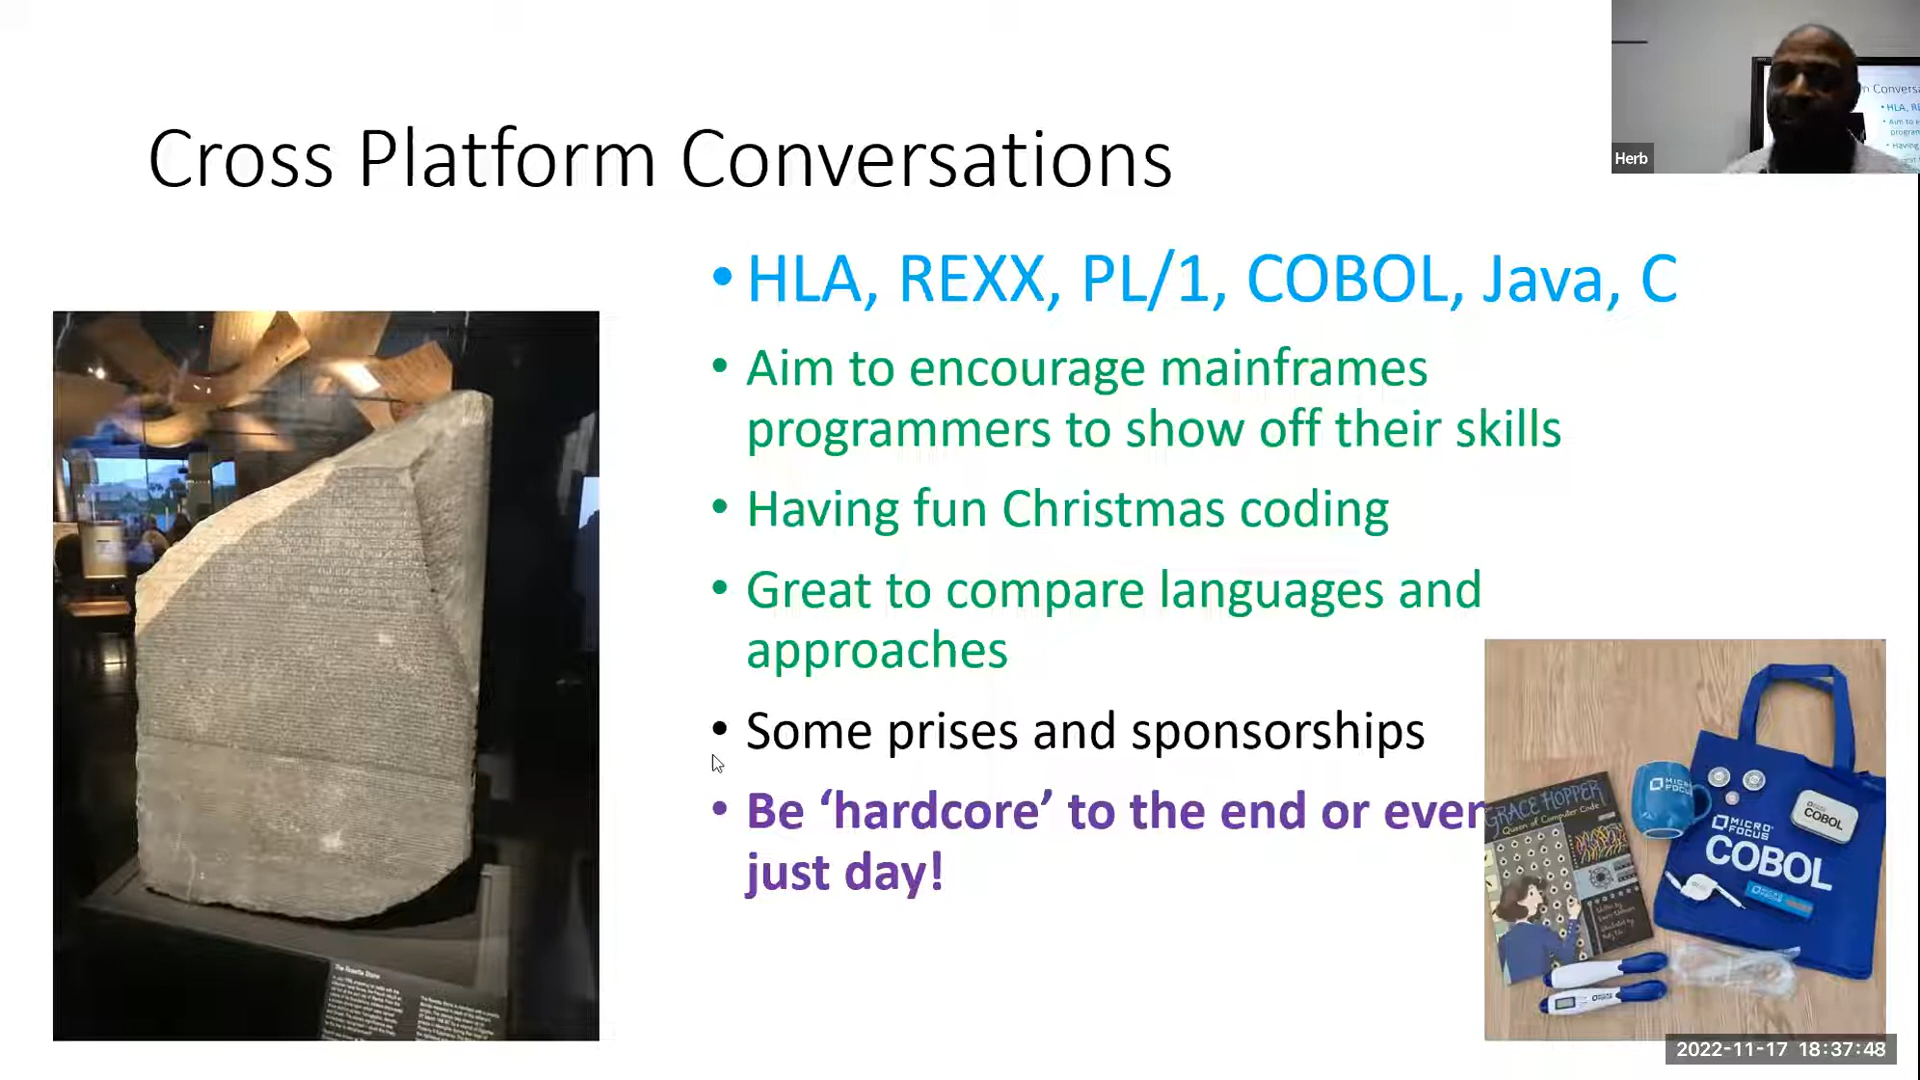 Cross Platform Conversations
Herb
• HLA, REXX, PL/1, COBOL, Java, C
• Aim to encourage mainframes
programmers to show off their skills
• Having fun Christmas coding
• Great to compare languages and
approaches
• Some prises and sponsorships
• Be ‘hardcore’ to the end or even
just day!
The Rosetta Stone
GRACE HOPPER
Queen of Computer Code
MICRO
FOCUS
COBOL
COBOL
2022-11-17 18:37:48